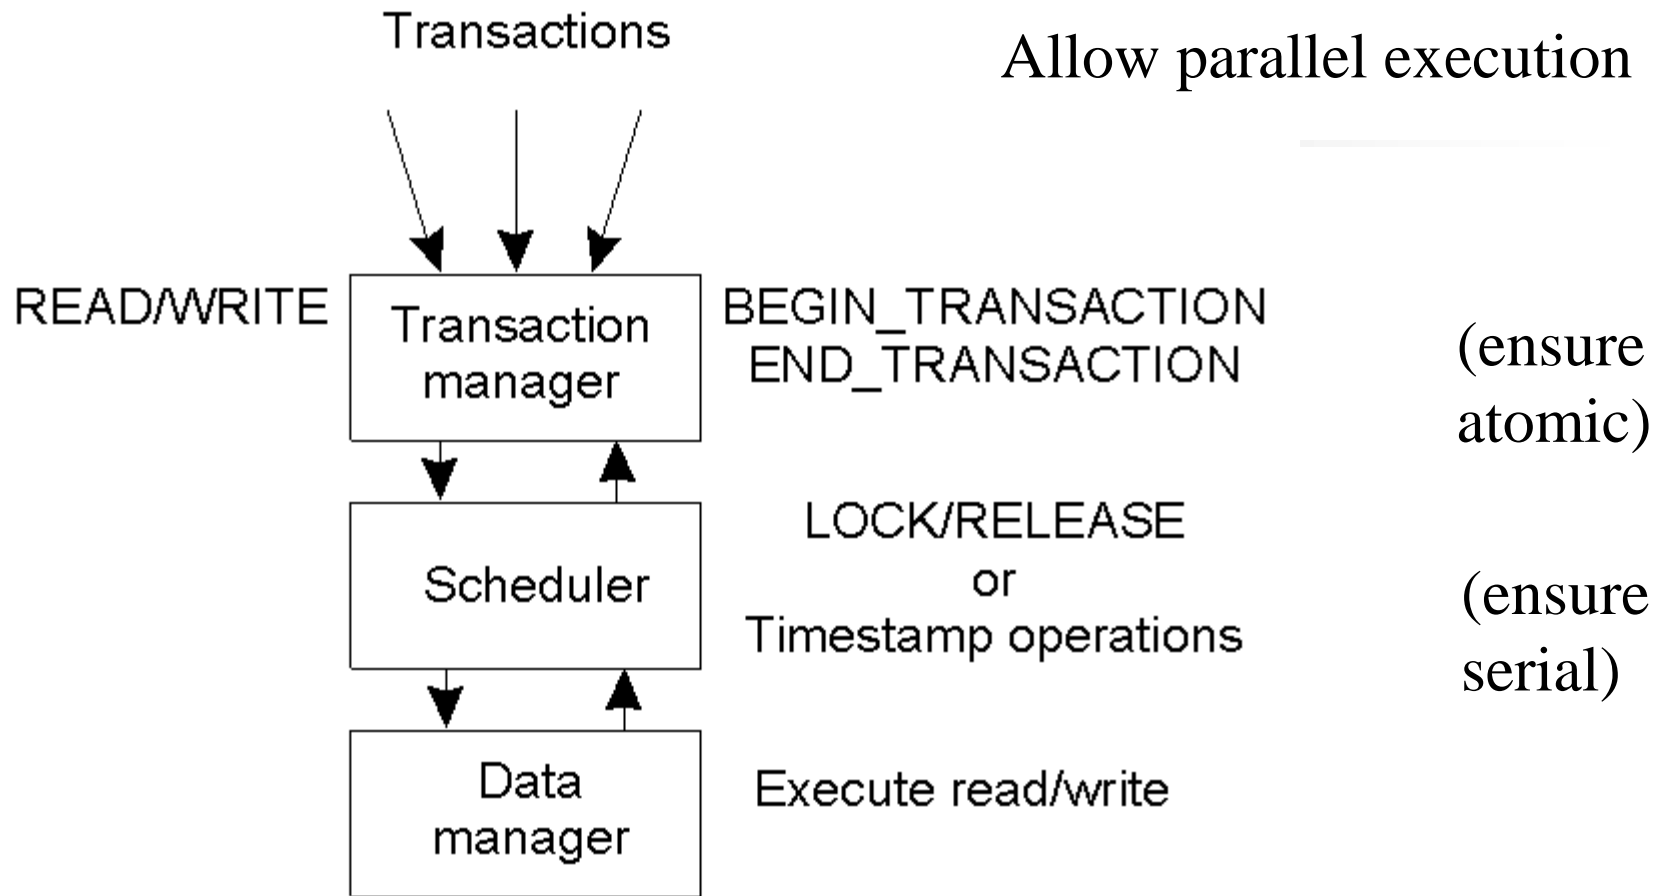 Transactions
Allow parallel execution
READ/WRITE
Transaction
manager
BEGIN_TRANSACTION
END_TRANSACTION
(ensure
atomic)
Scheduler
LOCK/RELEASE
or
Timestamp operations
(ensure
serial)
Data
manager
Execute read/write